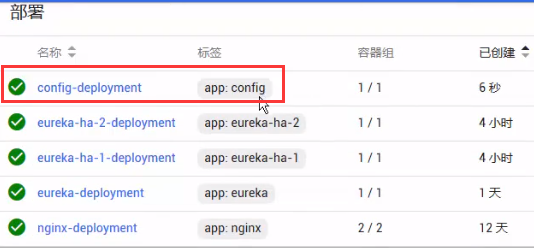 部署
名称 标签 容器组 已创建
config-deployment app: config 1 / 1 6 秒
eureka-ha-2-deployment app: eureka-ha-2 1 / 1 4 小时
eureka-ha-1-deployment app: eureka-ha-1 1 / 1 4 小时
eureka-deployment app: eureka 1 / 1 1 天
nginx-deployment app: nginx 2 / 2 12 天